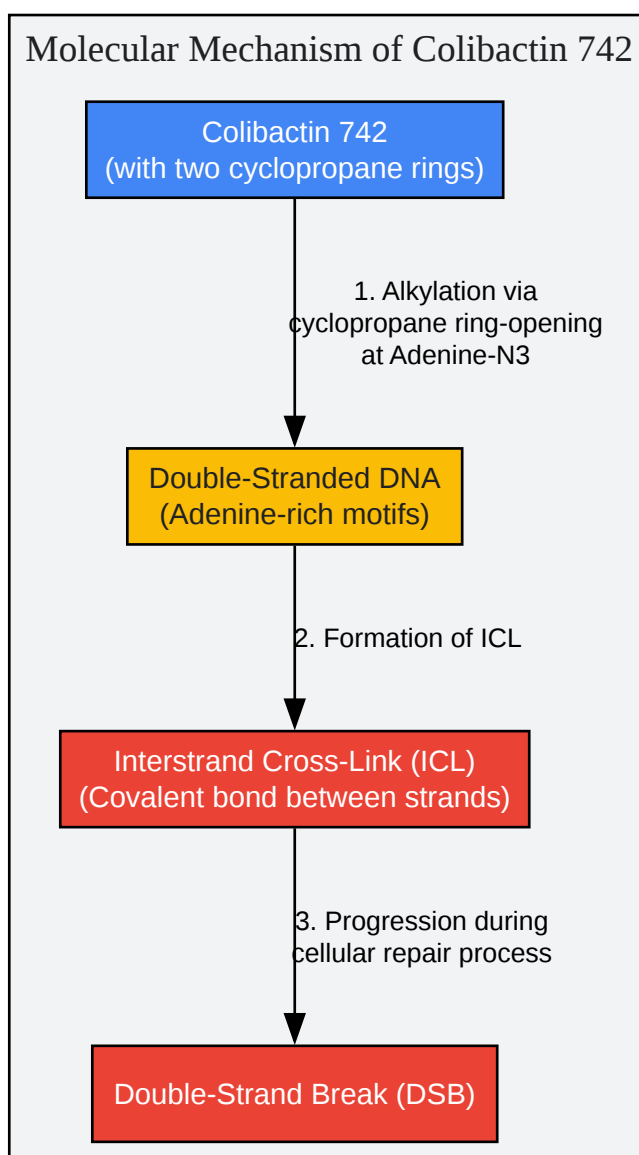 Molecular Mechanism of Colibactin 742
Colibactin 742
(with two cyclopropane rings)
1. Alkylation via
cyclopropane ring-opening
at Adenine-N3
Double-Stranded DNA
(Adenine-rich motifs)
2. Formation of ICL
Interstrand Cross-Link (ICL)
(Covalent bond between strands)
3. Progression during
cellular repair process
Double-Strand Break (DSB)